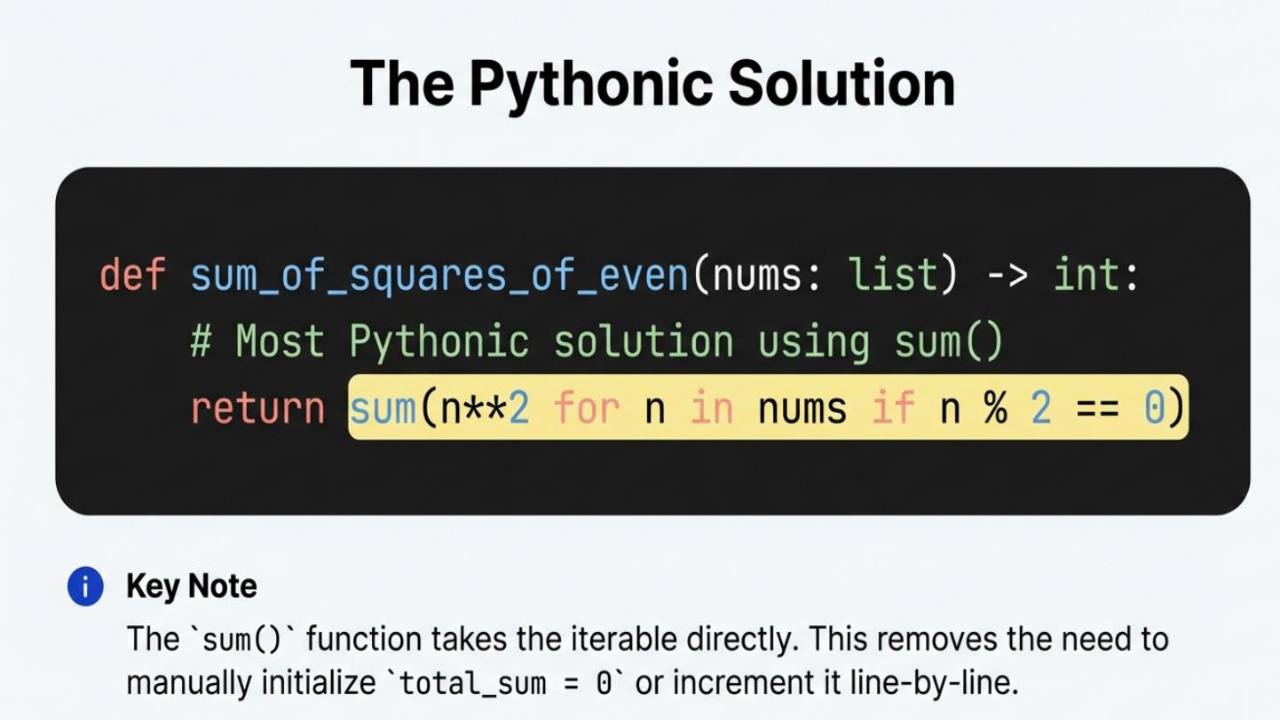 The Pythonic Solution
def sum_of_squares_of_even(nums: list) -> int:
    # Most Pythonic solution using sum()
    return sum(n**2 for n in nums if n % 2 == 0)
i
Key Note
The `sum()` function takes the iterable directly. This removes the need to
manually initialize `total_sum = 0` or increment it line-by-line.